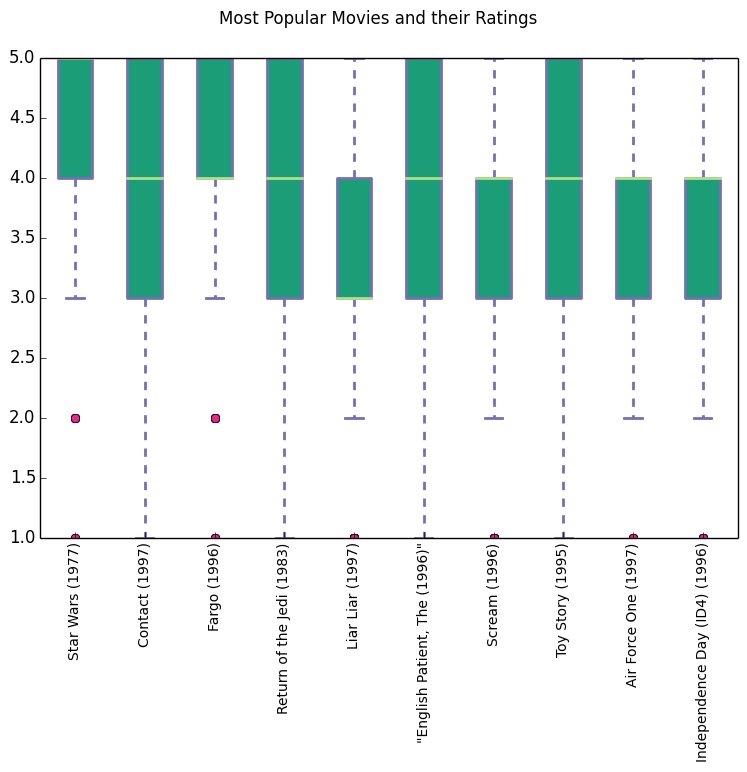 Most Popular Movies and their Ratings
5.0
4.5
4.0
3.5
3.0
2.5
2.0
1.5
1.0
Star Wars (1977)
Contact (1997)
Fargo (1996)
Return of the Jedi (1983)
Liar Liar (1997)
"English Patient, The (1996)"
Scream (1996)
Toy Story (1995)
Air Force One (1997)
Independence Day (ID4) (1996)